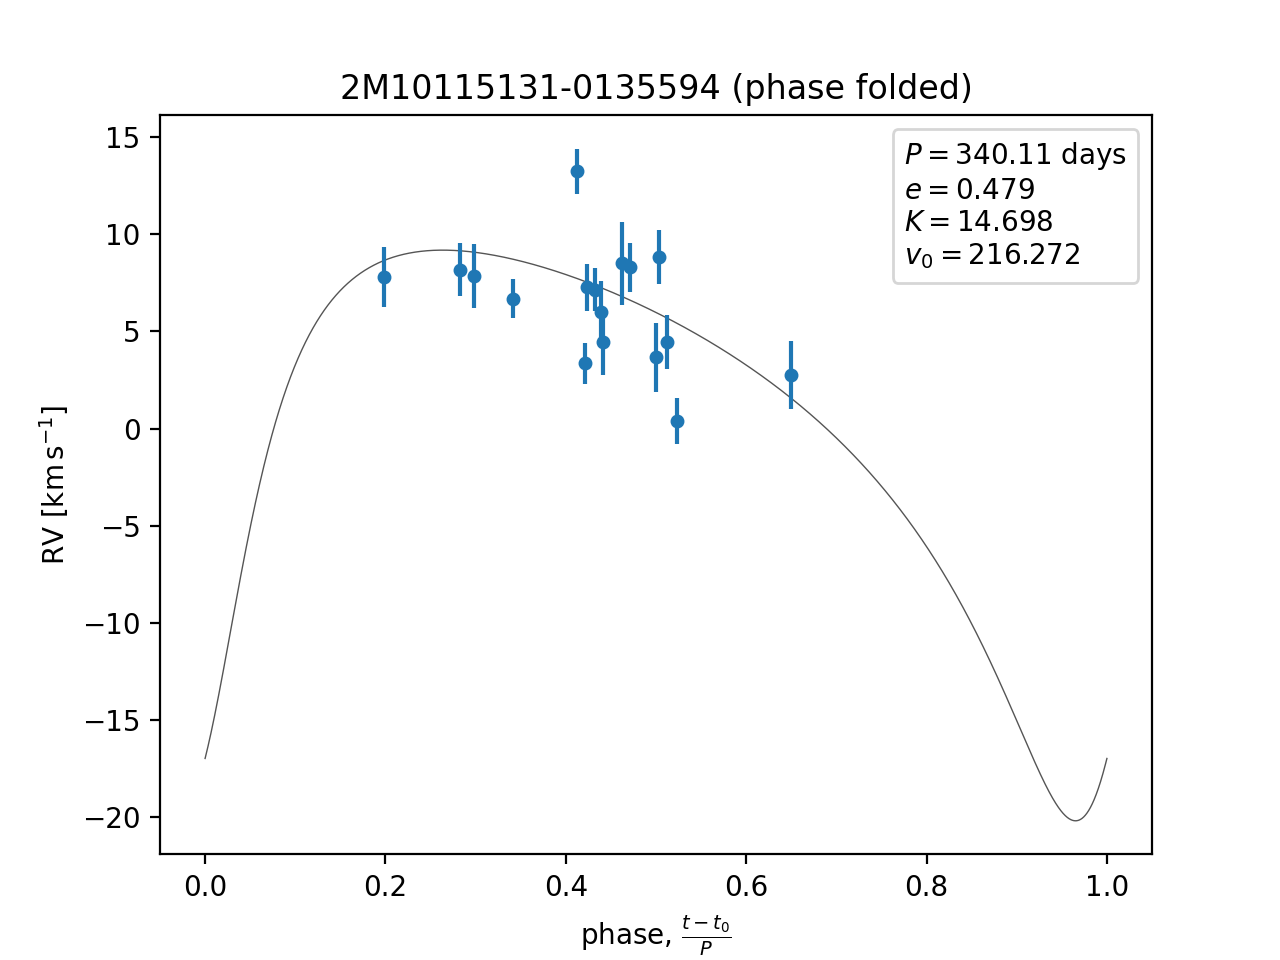 2M10115131-0135594 (phase folded)
P = 340.11 days
e = 0.479
K = 14.698
v₀ = 216.272
15
10
5
0
−5
−10
−15
−20
RV [km s⁻¹]
0.0 0.2 0.4 0.6 0.8 1.0
phase, (t − t₀)/P